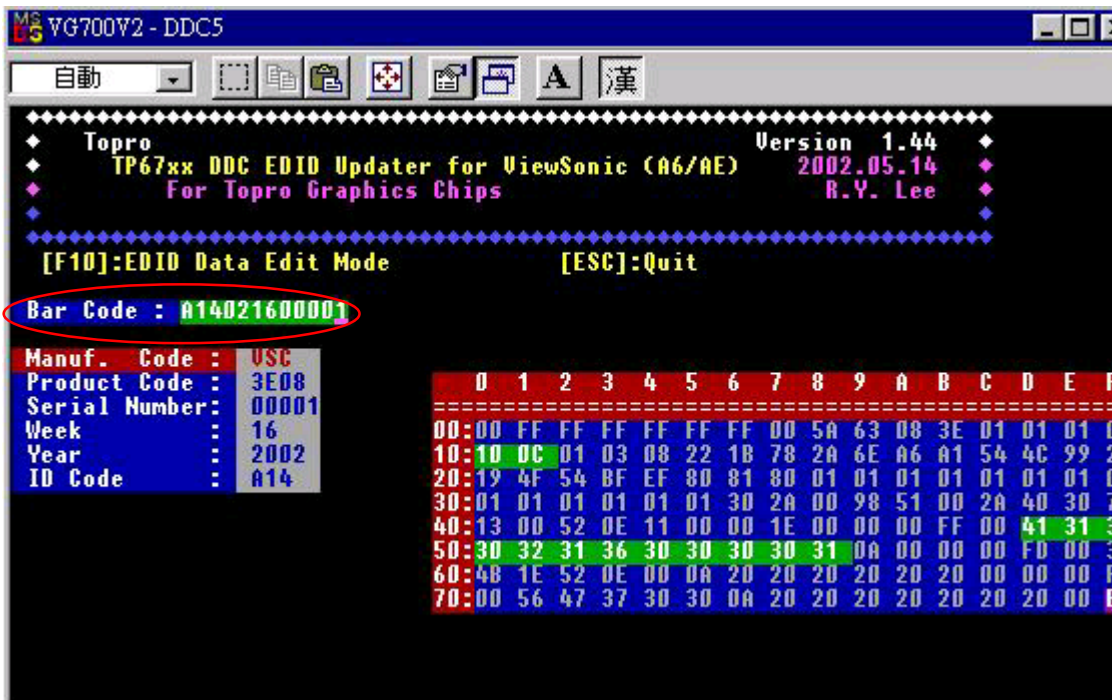 VG700V2 - DDC5
自動 A 漢
Topro Version 1.44
TP67xx DDC EDID Updater for ViewSonic (A6/AE) 2002.05.14
For Topro Graphics Chips R.Y. Lee
[F10]:EDID Data Edit Mode [ESC]:Quit
Bar Code : A14021600001
Manuf. Code : VSC
Product Code : 3E08
Serial Number: 00001
Week : 16
Year : 2002
ID Code : A14
0 1 2 3 4 5 6 7 8 9 A B C D E
==============================================
00:00 FF FF FF FF FF FF 00 5A 63 08 3E 01 01 01
10:10 0C 01 03 08 22 1B 78 2A 6E A6 A1 54 4C 99
20:19 4F 54 BF EF 80 81 80 01 01 01 01 01 01 01
30:01 01 01 01 01 01 30 2A 00 98 51 00 2A 40 30
40:13 00 52 0E 11 00 00 1E 00 00 00 FF 00 41 31
50:30 32 31 36 30 30 30 30 31 0A 00 00 00 FD 00
60:4B 1E 52 0E 00 0A 20 20 20 20 20 20 00 00 00
70:00 56 47 37 30 30 0A 20 20 20 20 20 20 20 00